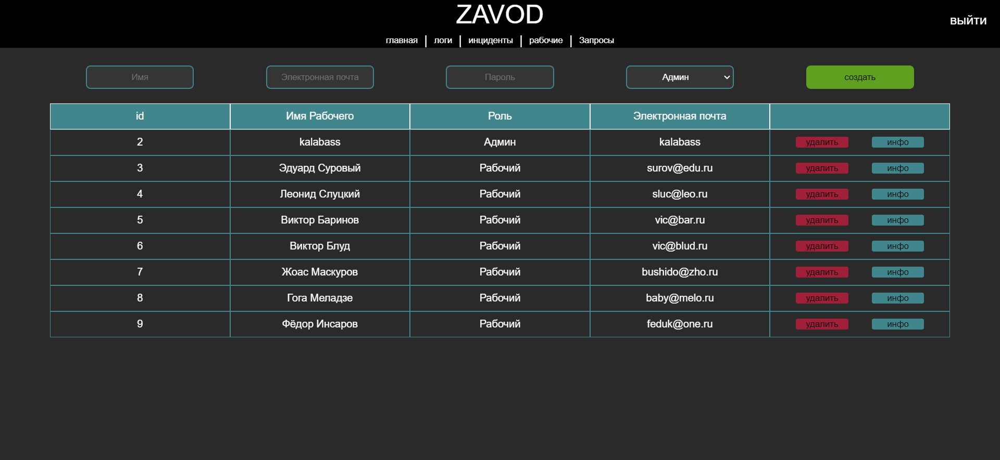 ZAVOD
ВЫЙТИ
главная | логи | инциденты | рабочие | Запросы
Имя Электронная почта Пароль Админ создать
id Имя Рабочего Роль Электронная почта
2 kalabass Админ kalabass удалить инфо
3 Эдуард Суровый Рабочий surov@edu.ru удалить инфо
4 Леонид Слуцкий Рабочий sluc@leo.ru удалить инфо
5 Виктор Баринов Рабочий vic@bar.ru удалить инфо
6 Виктор Блуд Рабочий vic@blud.ru удалить инфо
7 Жоас Маскуров Рабочий bushido@zho.ru удалить инфо
8 Гога Меладзе Рабочий baby@melo.ru удалить инфо
9 Фёдор Инсаров Рабочий feduk@one.ru удалить инфо